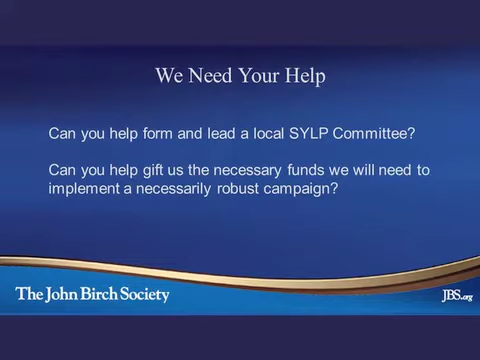 We Need Your Help
Can you help form and lead a local SYLP Committee?
Can you help gift us the necessary funds we will need to
implement a necessarily robust campaign?
The John Birch Society
JBS.org